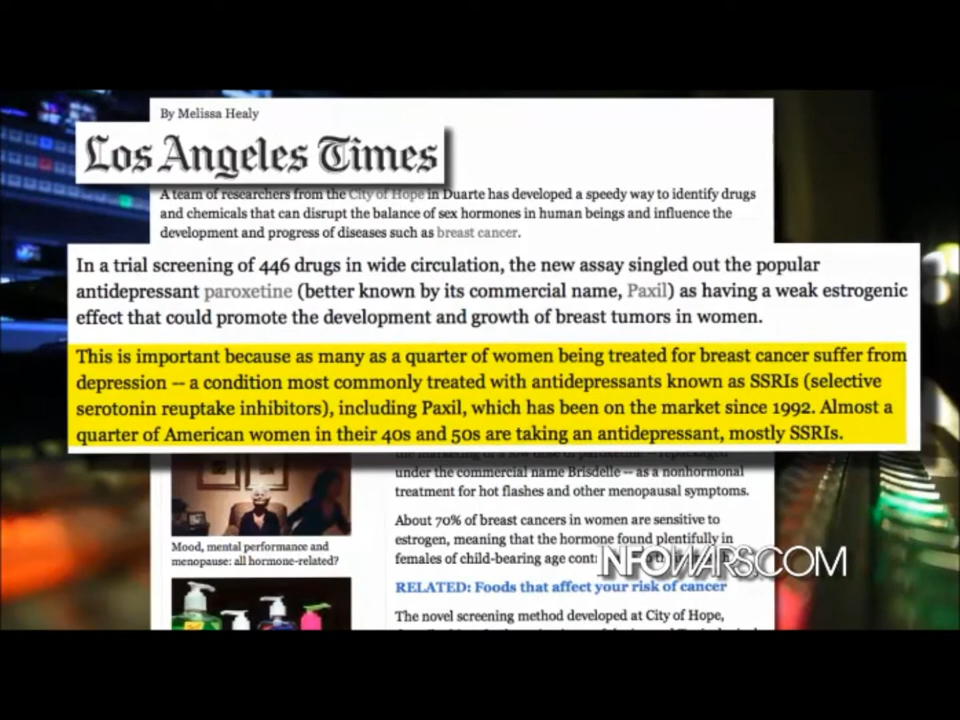 By Melissa Healy
Los Angeles Times
A team of researchers from the City of Hope in Duarte has developed a speedy way to identify drugs
and chemicals that can disrupt the balance of sex hormones in human beings and influence the
development and progress of diseases such as breast cancer.
In a trial screening of 446 drugs in wide circulation, the new assay singled out the popular
antidepressant paroxetine (better known by its commercial name, Paxil) as having a weak estrogenic
effect that could promote the development and growth of breast tumors in women.
This is important because as many as a quarter of women being treated for breast cancer suffer from
depression -- a condition most commonly treated with antidepressants known as SSRIs (selective
serotonin reuptake inhibitors), including Paxil, which has been on the market since 1992. Almost a
quarter of American women in their 40s and 50s are taking an antidepressant, mostly SSRIs.
Mood, mental performance and
menopause: all hormone-related?
under the commercial name Brisdelle -- as a nonhormonal
treatment for hot flashes and other menopausal symptoms.
About 70% of breast cancers in women are sensitive to
estrogen, meaning that the hormone found plentifully in
females of child-bearing age
INFOWARS.COM
RELATED: Foods that affect your risk of cancer
The novel screening method developed at City of Hope,